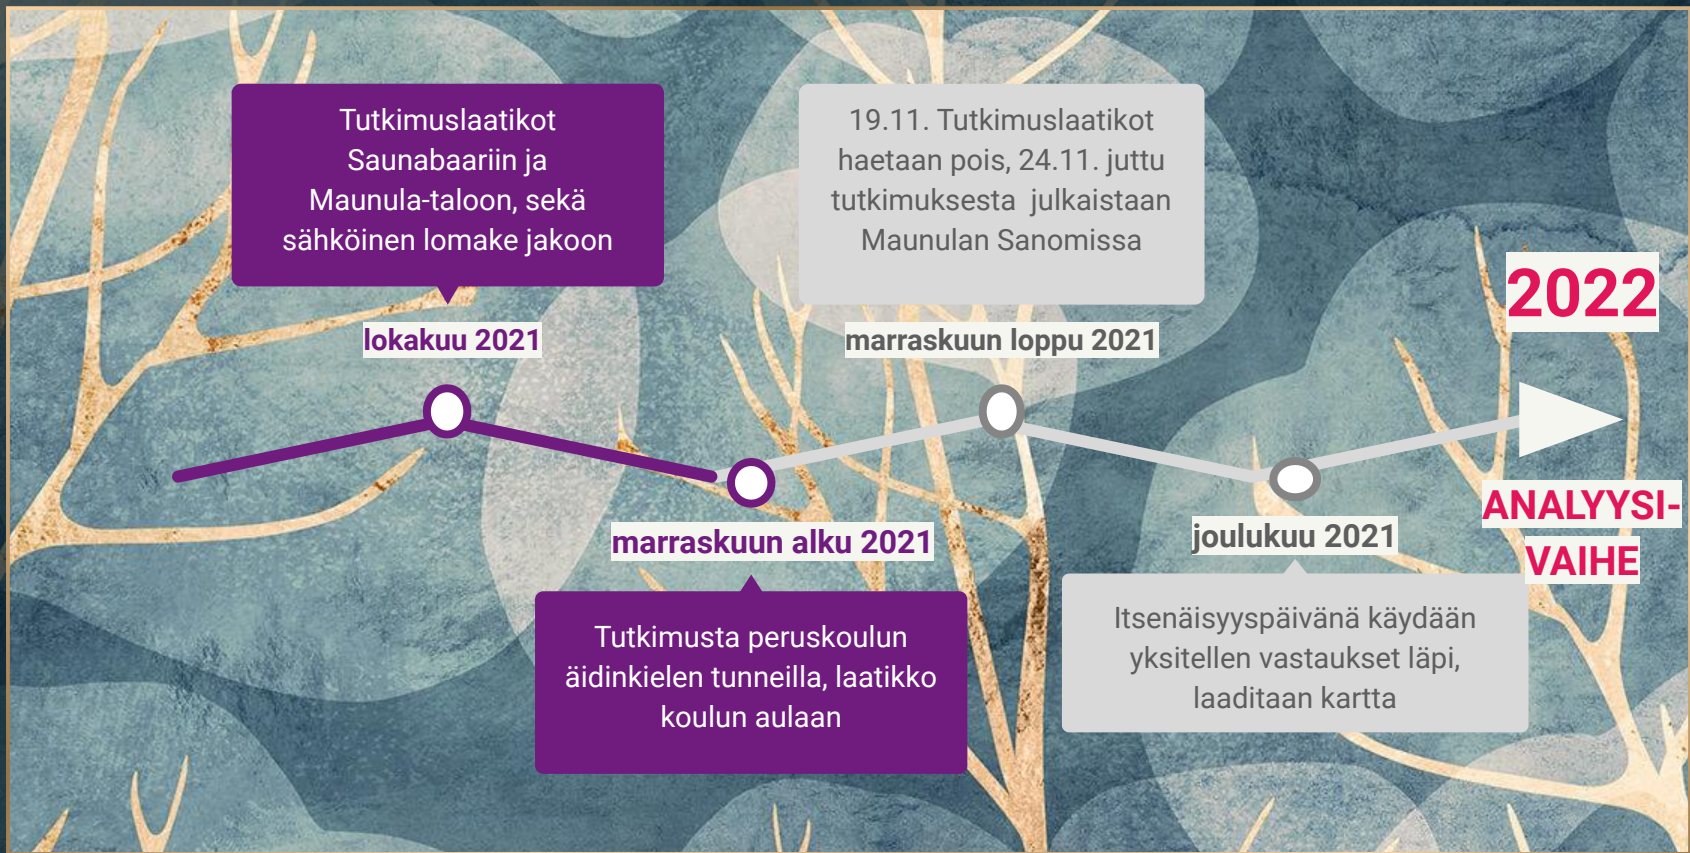 Tutkimuslaatikot
Saunabaariin ja
Maunula-taloon, sekä
sähköinen lomake jakoon
lokakuu 2021
Tutkimusta peruskoulun
äidinkielen tunneilla, laatikko
koulun aulaan
marraskuun alku 2021
19.11. Tutkimuslaatikot
haetaan pois, 24.11. juttu
tutkimuksesta julkaistaan
Maunulan Sanomissa
marraskuun loppu 2021
joulukuu 2021
Itsenäisyyspäivänä käydään
yksitellen vastaukset läpi,
laaditaan kartta
2022
ANALYYSI-
VAIHE